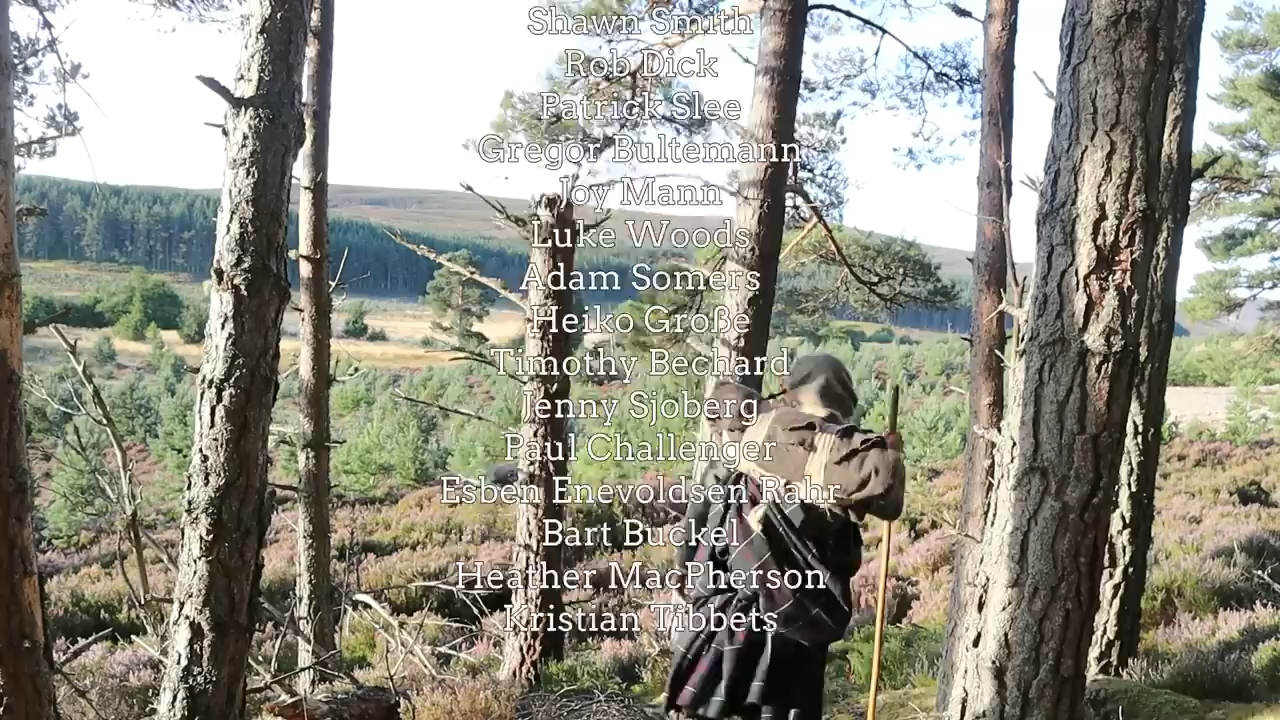 Shawn Smith
Rob Dick
Patrick Slee
Gregor Bultemann
Joy Mann
Luke Woods
Adam Somers
Heiko Große
Timothy Bechard
Jenny Sjoberg
Paul Challenger
Esben Enevoldsen Rahr
Bart Buckel
Heather MacPherson
Kristian Tibbets